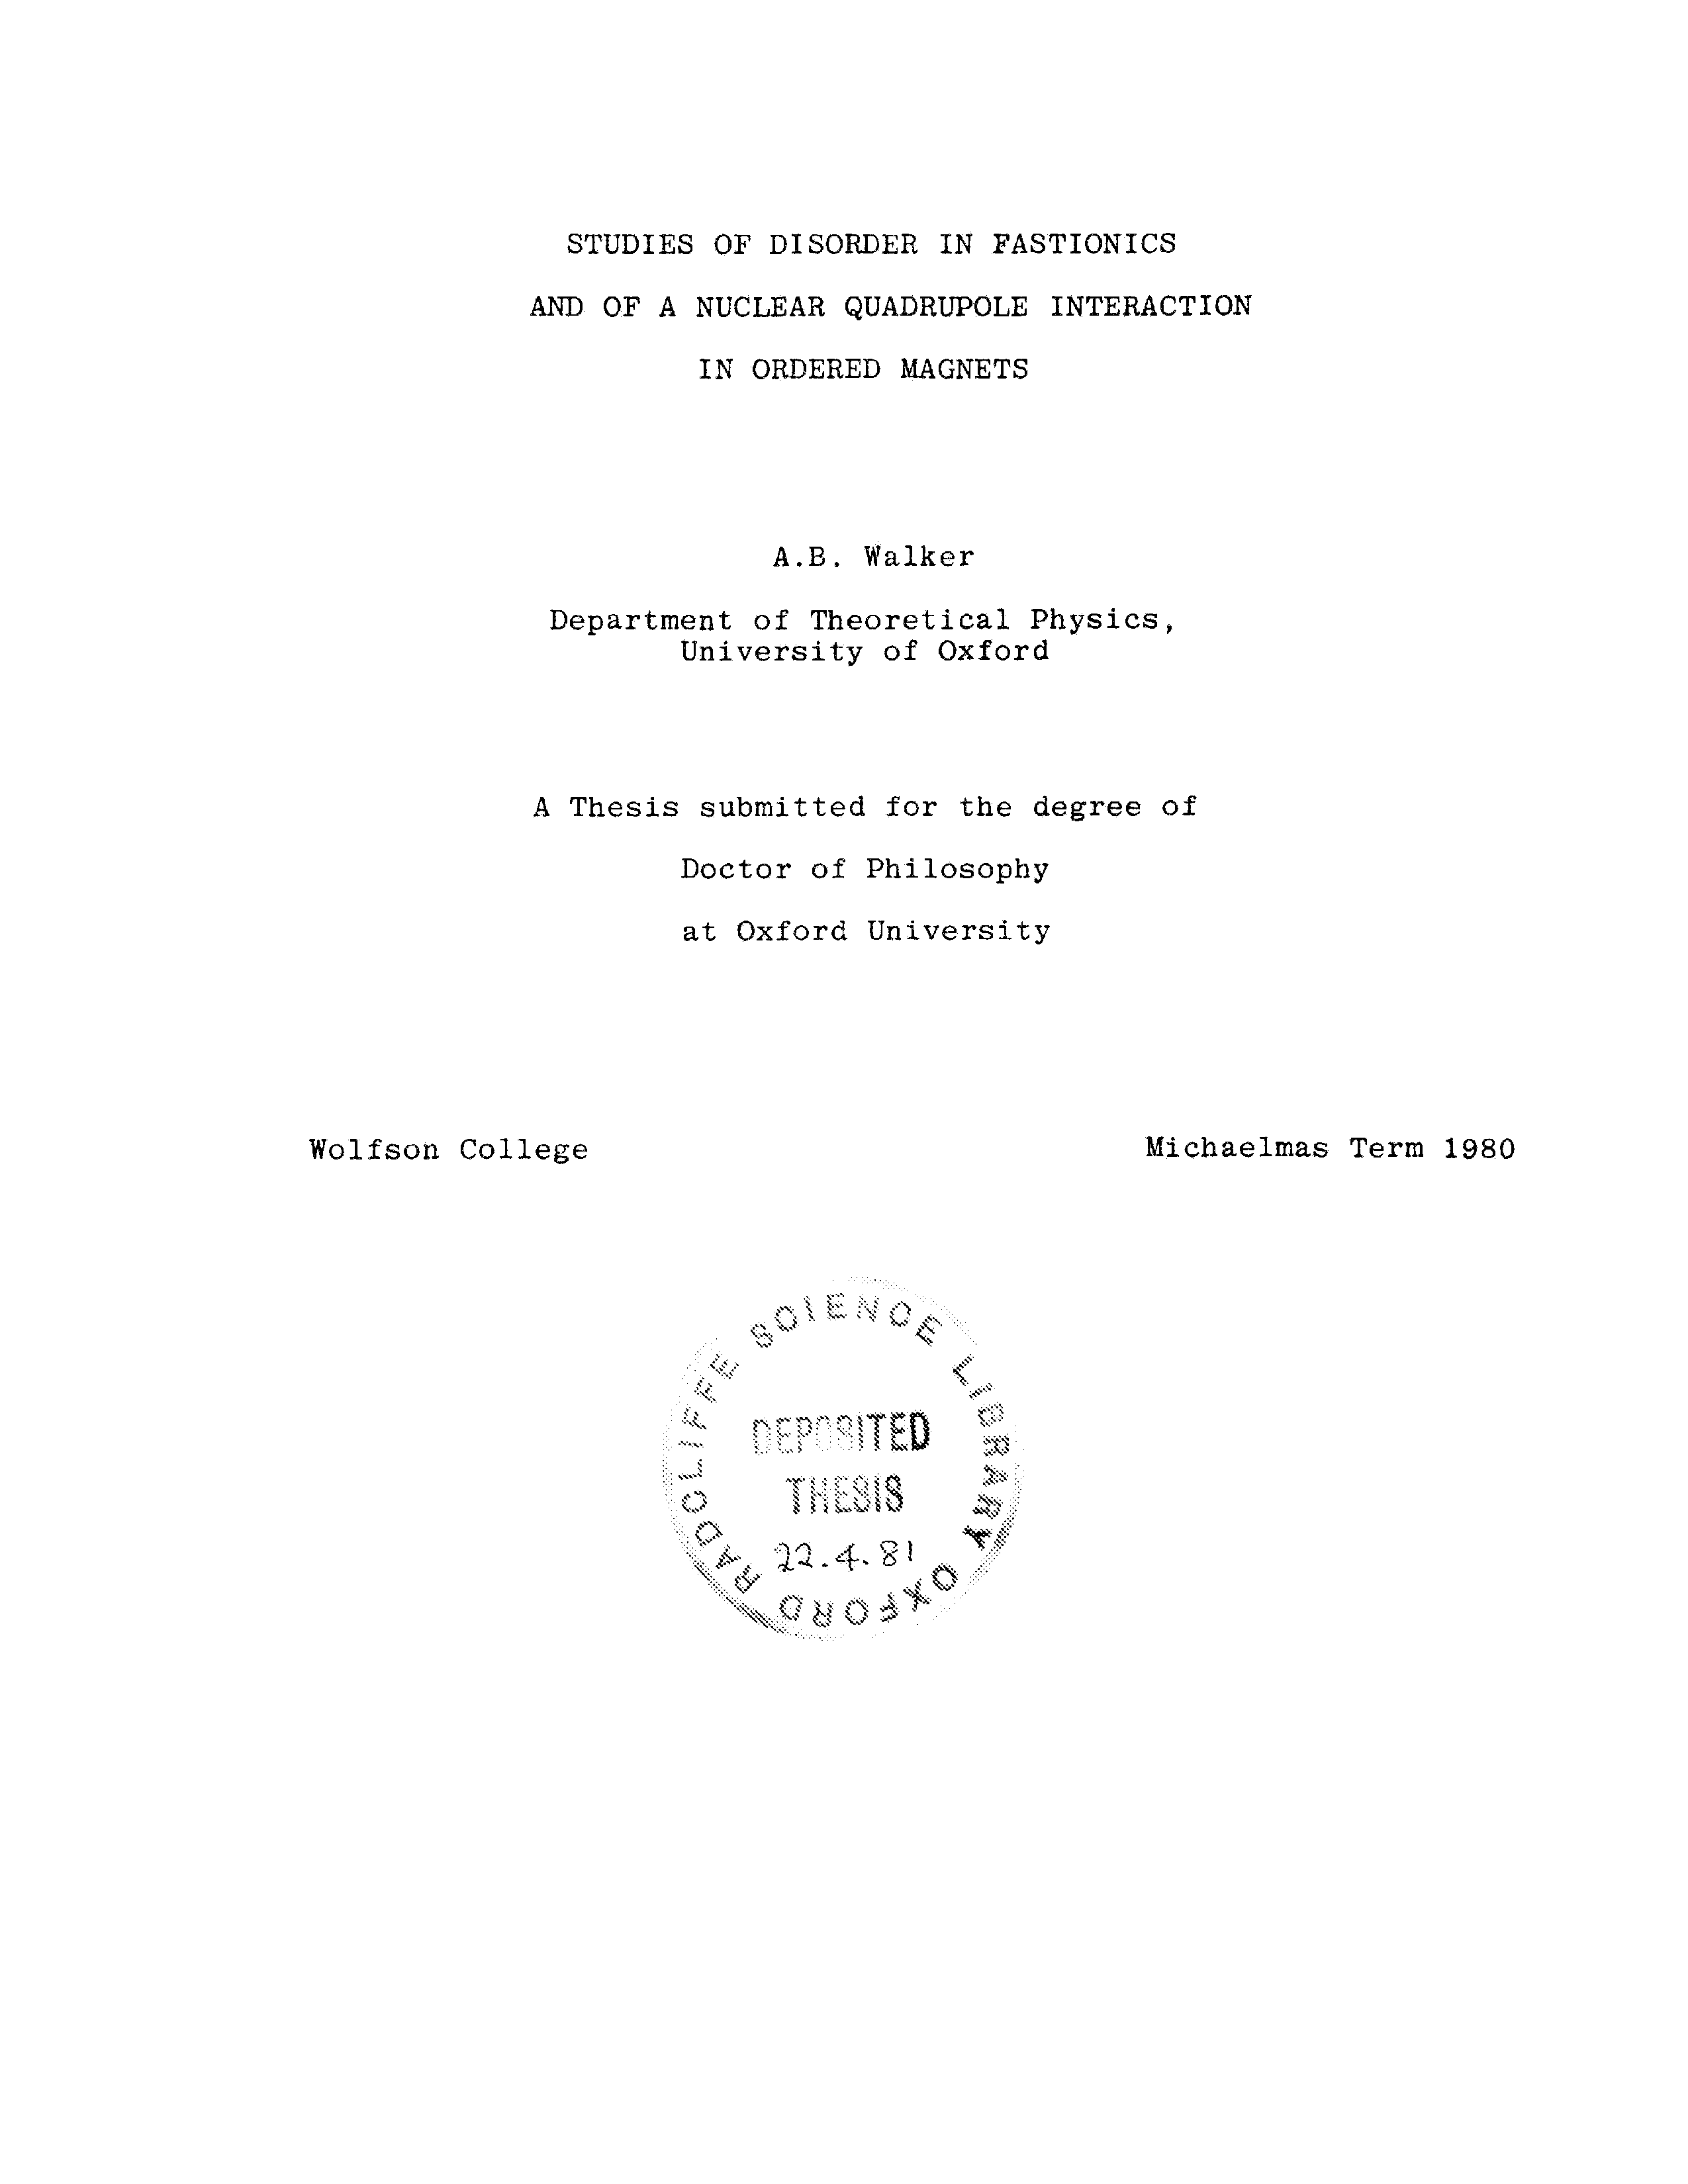 STUDIES OF DISORDER IN FASTIONICS
AND OF A NUCLEAR QUADRUPOLE INTERACTION
IN ORDERED MAGNETS
A.B. Walker
Department of Theoretical Physics,
University of Oxford
A Thesis submitted for the degree of
Doctor of Philosophy
at Oxford University
Wolfson College
Michaelmas Term 1980
RADCLIFFE SCIENCE LIBRARY OXFORD
DEPOSITED
THESIS
22.4.81